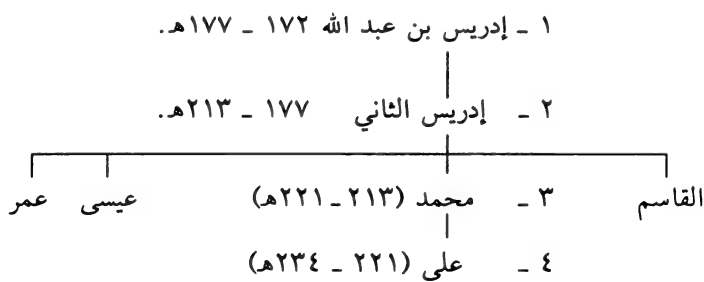 ١ ـ إدريس بن عبد الله ١٧٢ ـ ١٧٧هـ.
٢ ـ إدريس الثاني ١٧٧ ـ ٢١٣هـ.
القاسم ٣ ـ محمد (٢١٣ ـ ٢٢١هـ) عيسى عمر
٤ ـ علي (٢٢١ ـ ٢٣٤هـ)